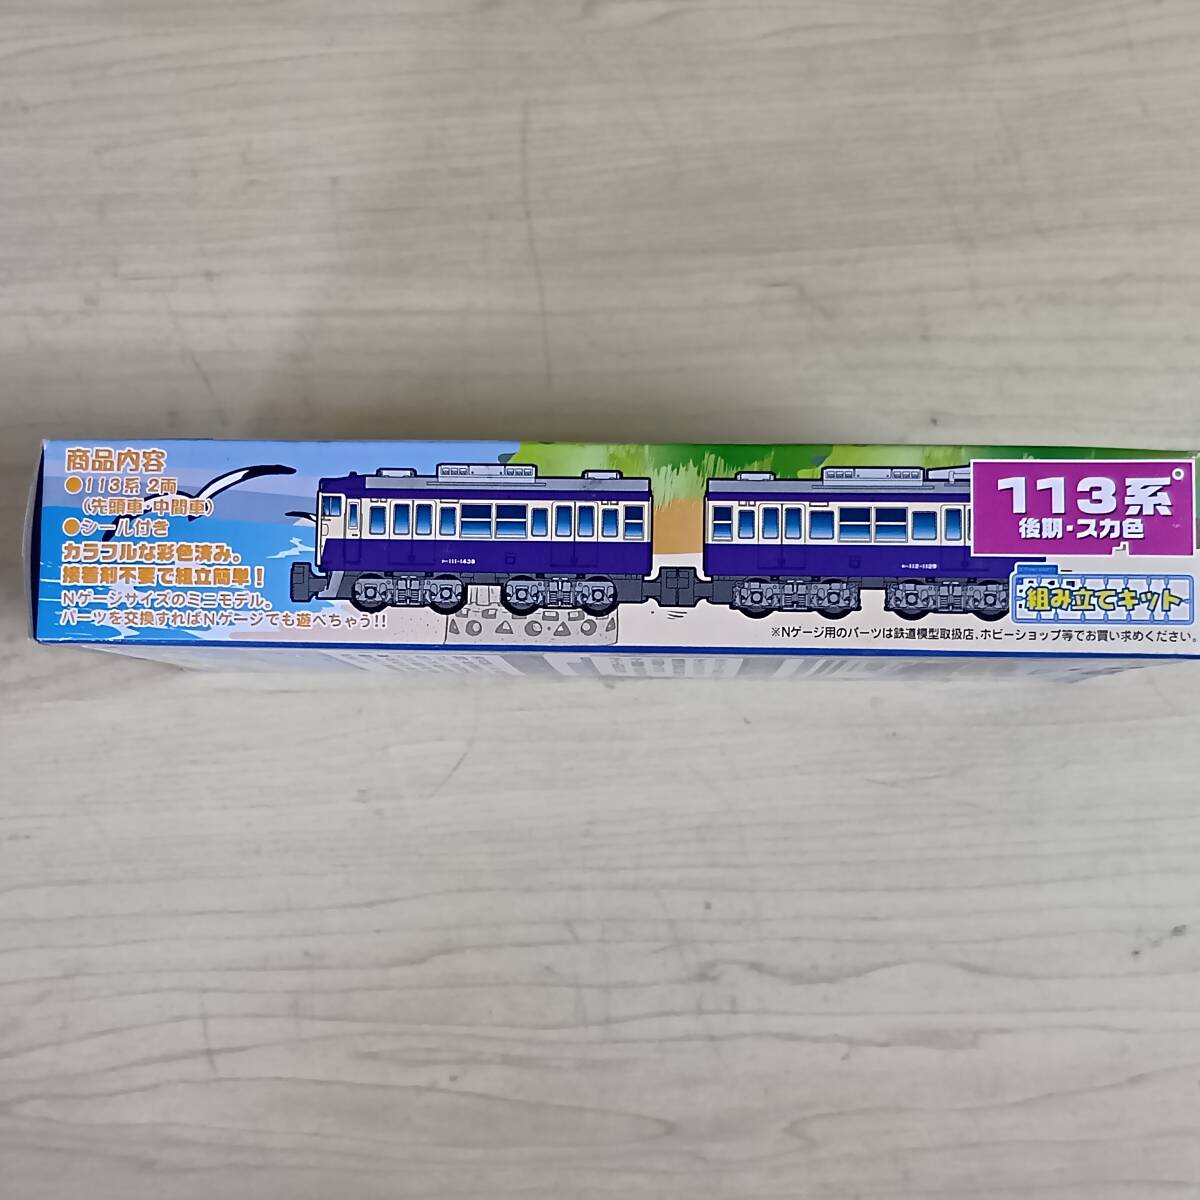 商品内容
●113系 2両
(先頭車・中間車)
●シール付き
カラフルな彩色済み。
接着剤不要で組立簡単！
Nゲージサイズのミニモデル。
パーツを交換すればNゲージでも遊べちゃう！！
113系
後期・スカ色
組み立てキット
※Nゲージ用のパーツは鉄道模型取扱店、ホビーショップ等でお買い求めください。